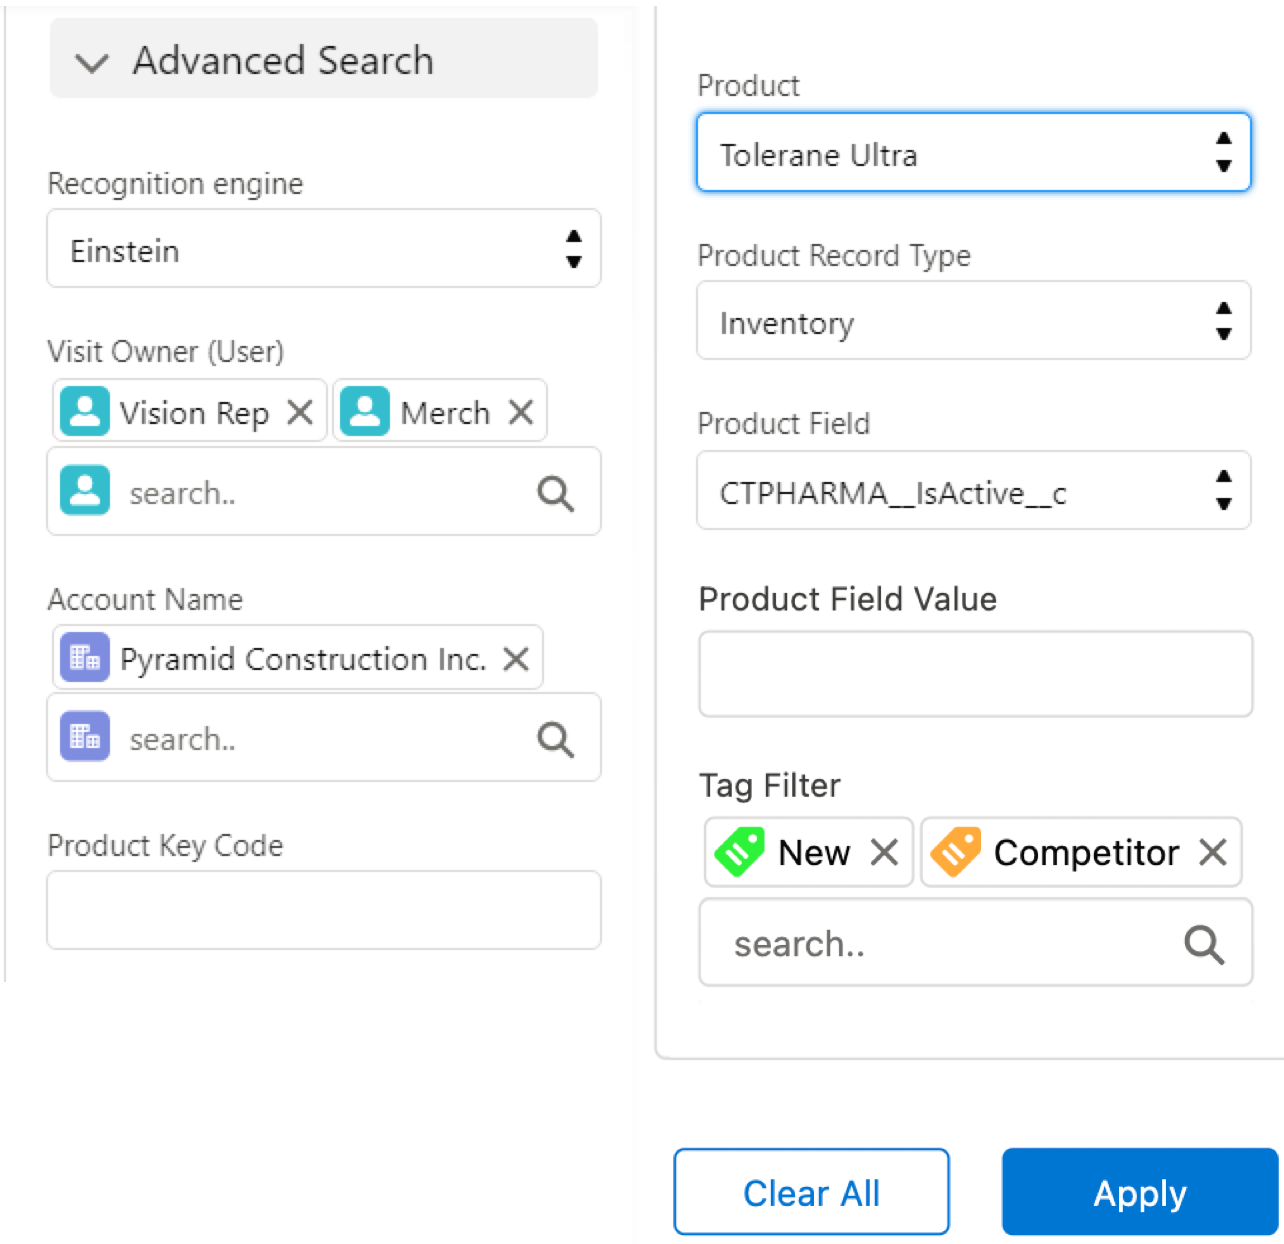 Advanced Search
Recognition engine
Einstein
Visit Owner (User)
Vision Rep
Merch
search..
Account Name
Pyramid Construction Inc.
search..
Product Key Code
Product
Tolerane Ultra
Product Record Type
Inventory
Product Field
CTPHARMA__IsActive__c
Product Field Value
Tag Filter
New
Competitor
search..
Clear All
Apply